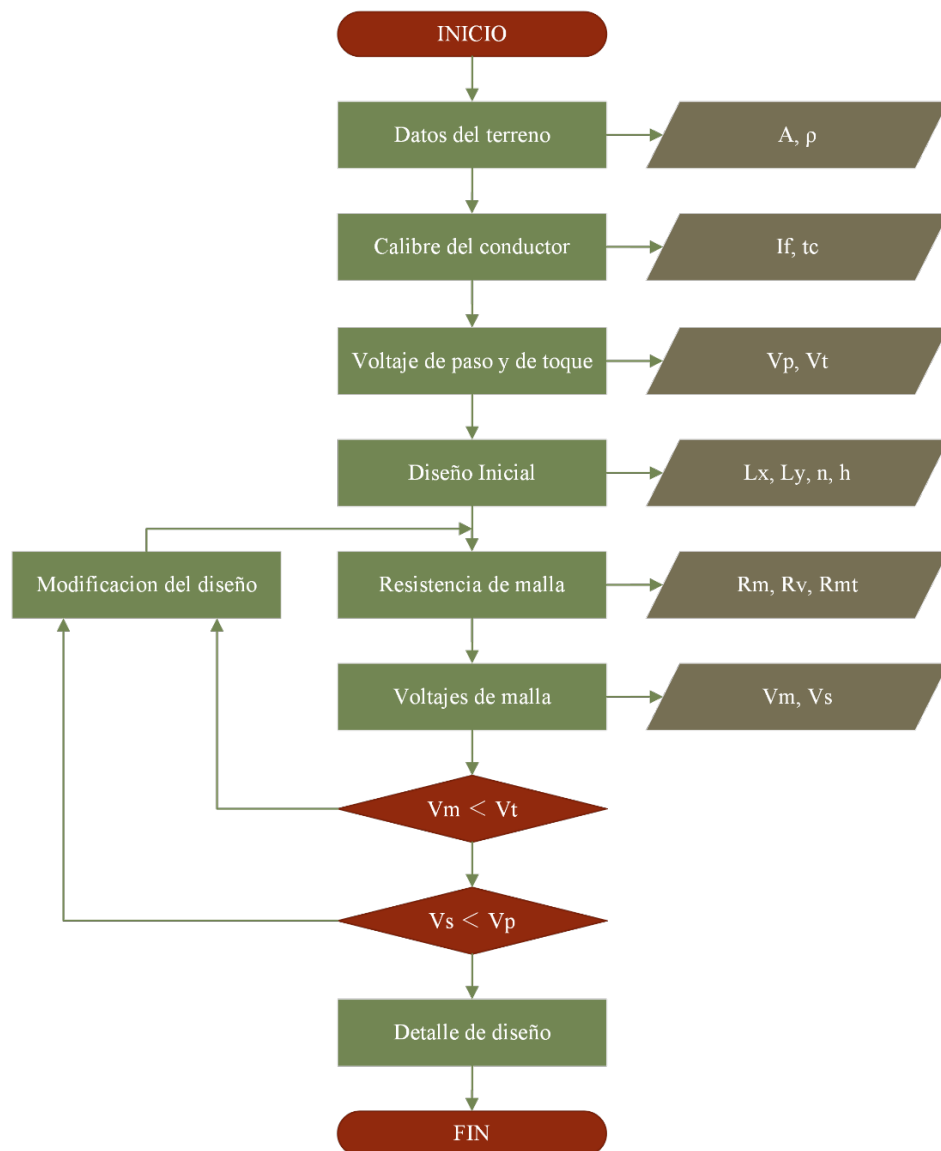 INICIO
Datos del terreno
A, ρ
Calibre del conductor
If, tc
Voltaje de paso y de toque
Vp, Vt
Diseño Inicial
Lx, Ly, n, h
Modificacion del diseño
Resistencia de malla
Rm, Rv, Rmt
Voltajes de malla
Vm, Vs
Vm < Vt
Vs < Vp
Detalle de diseño
FIN